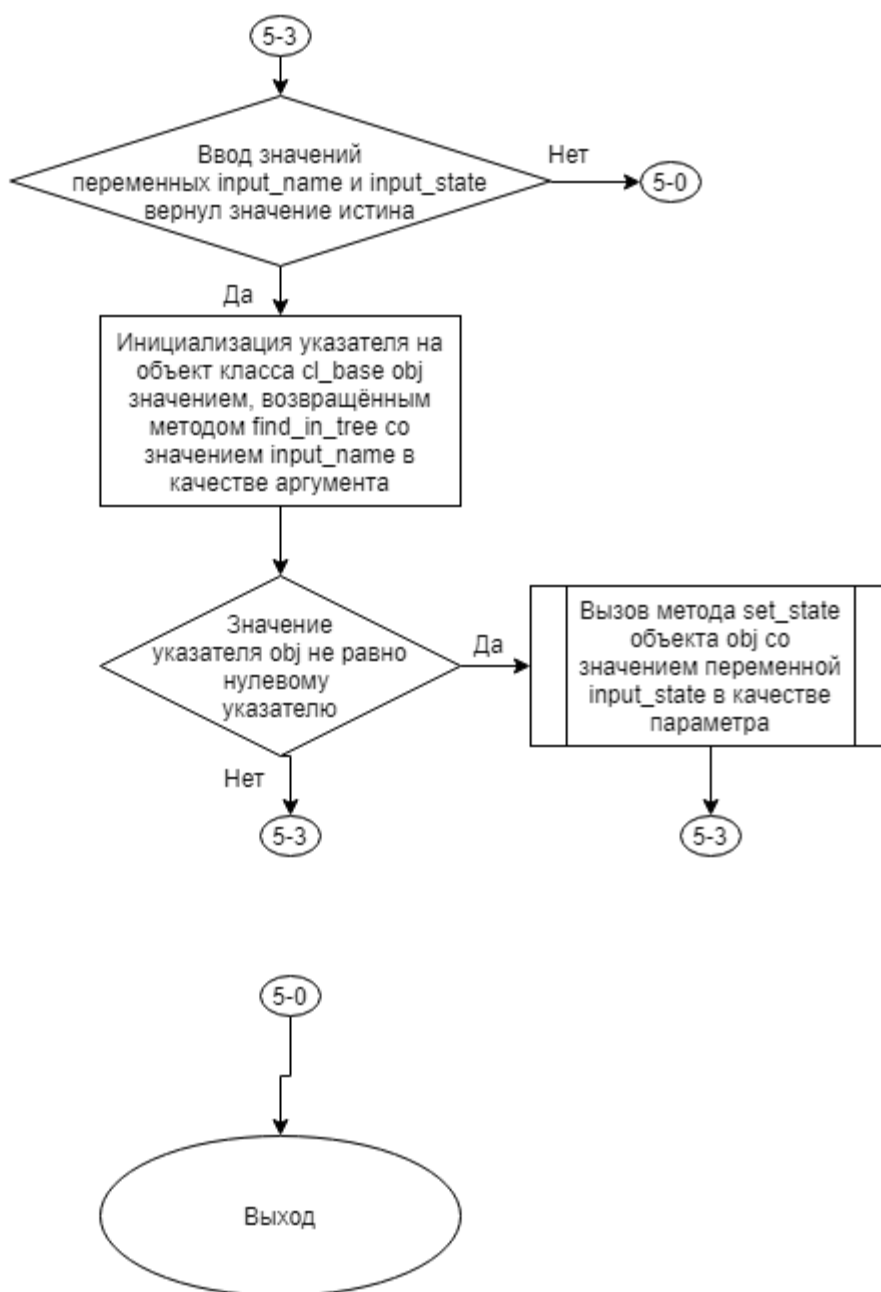 5-3
Ввод значений
переменных input_name и input_state
вернул значение истина
Нет
5-0
Да
Инициализация указателя на
объект класса cl_base obj
значением, возвращённым
методом find_in_tree со
значением input_name в
качестве аргумента
Значение
указателя obj не равно
нулевому
указателю
Да
Вызов метода set_state
объекта obj со
значением переменной
input_state в качестве
параметра
Нет
5-3
5-3
5-0
Выход